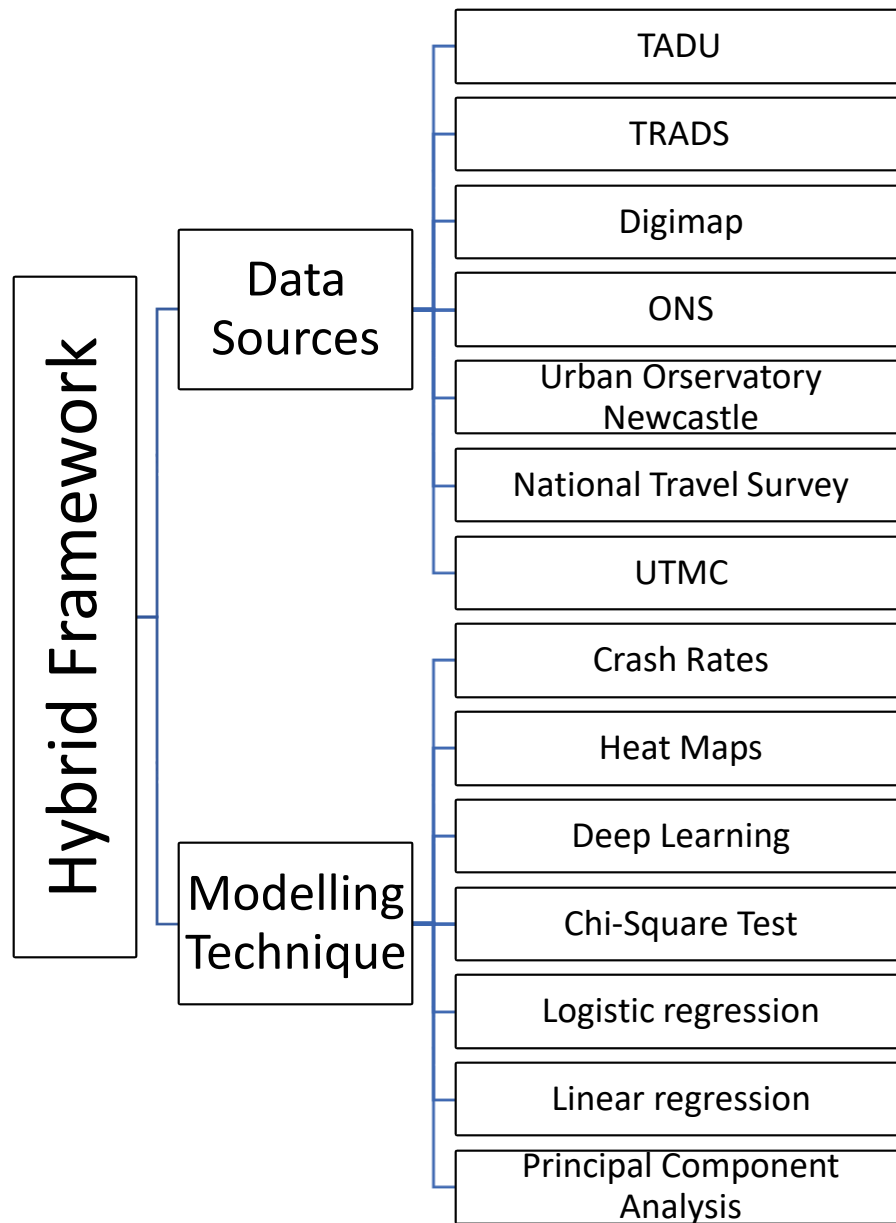 Hybrid Framework
Data
Sources
TADU
TRADS
Digimap
ONS
Urban Orservatory
Newcastle
National Travel Survey
UTMC
Modelling
Technique
Crash Rates
Heat Maps
Deep Learning
Chi-Square Test
Logistic regression
Linear regression
Principal Component
Analysis